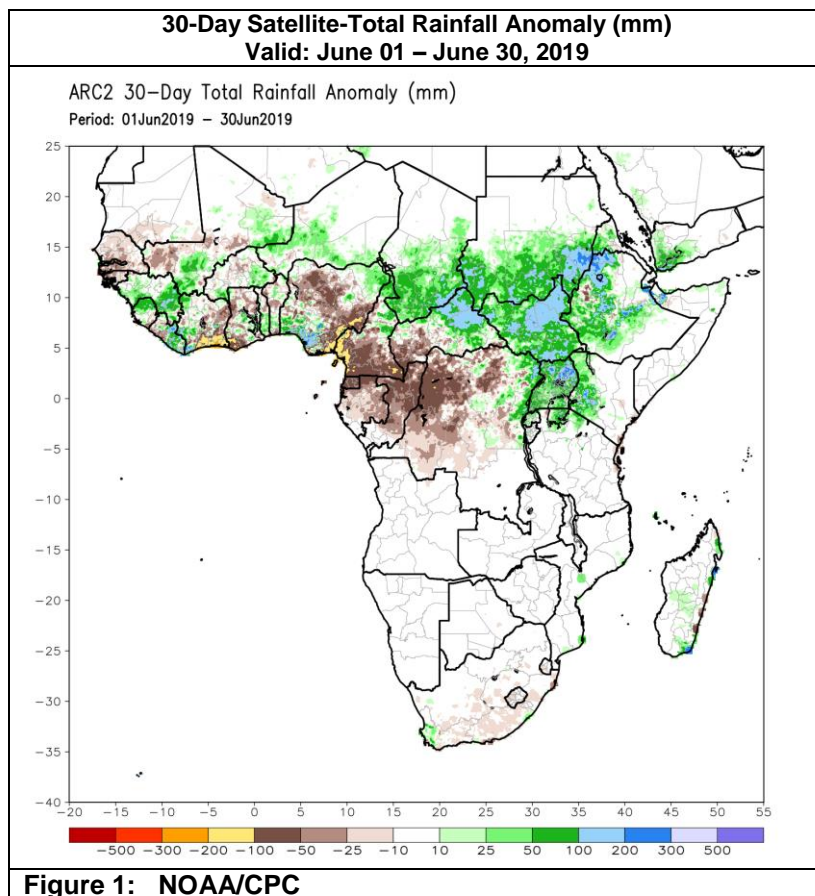 30-Day Satellite-Total Rainfall Anomaly (mm)
Valid: June 01 – June 30, 2019
ARC2 30-Day Total Rainfall Anomaly (mm)
Period: 01Jun2019 – 30Jun2019
25
20
15
10
5
0
-5
-10
-15
-20
-25
-30
-35
-40
-20 -15 -10 -5 0 5 10 15 20 25 30 35 40 45 50 55
-500 -300 -200 -100 -50 -25 -10 10 25 50 100 200 300 500
Figure 1: NOAA/CPC